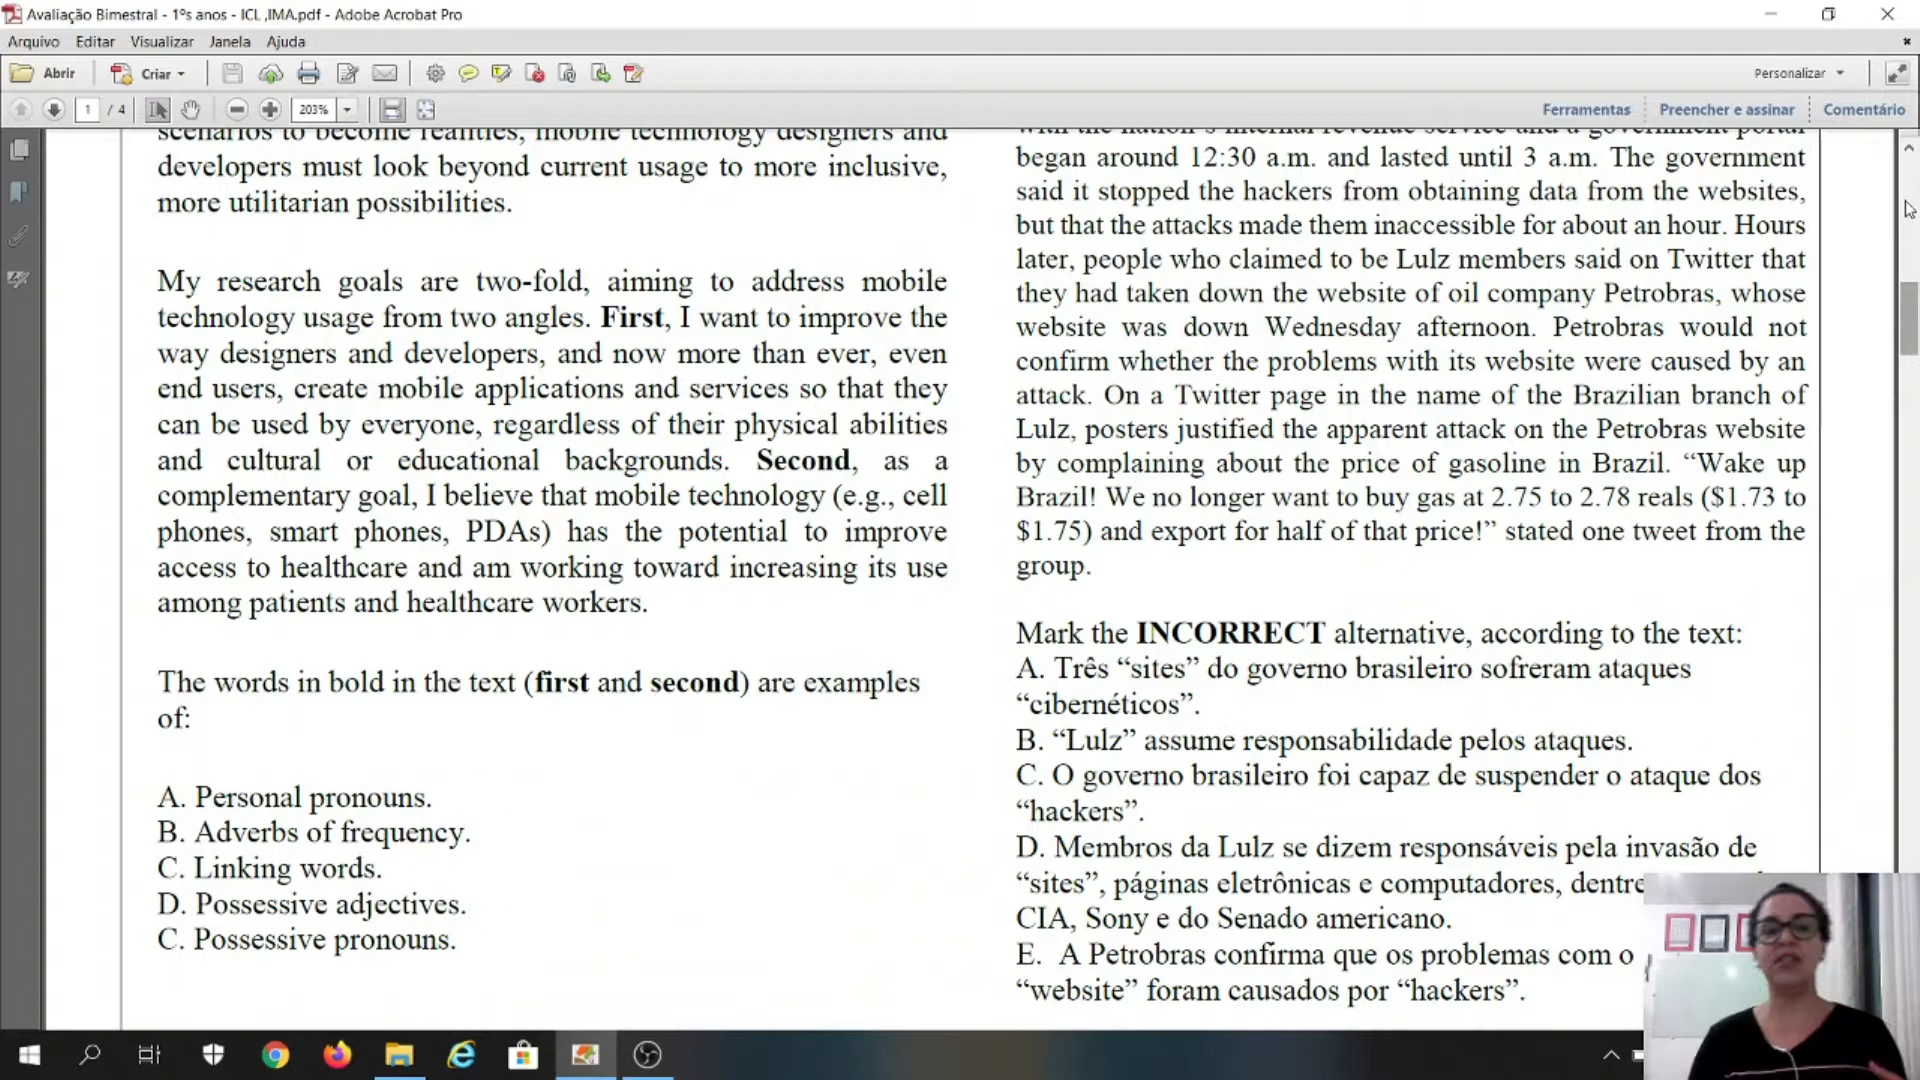 Avaliação Bimestral - 1ºs anos - ICL ,IMA.pdf - Adobe Acrobat Pro
Arquivo Editar Visualizar Janela Ajuda
Abrir Criar Personalizar
1 / 4 203% Ferramentas Preencher e assinar Comentário
scenarios to become realities, mobile technology designers and
developers must look beyond current usage to more inclusive,
more utilitarian possibilities.
My research goals are two-fold, aiming to address mobile
technology usage from two angles. First, I want to improve the
way designers and developers, and now more than ever, even
end users, create mobile applications and services so that they
can be used by everyone, regardless of their physical abilities
and cultural or educational backgrounds. Second, as a
complementary goal, I believe that mobile technology (e.g., cell
phones, smart phones, PDAs) has the potential to improve
access to healthcare and am working toward increasing its use
among patients and healthcare workers.
The words in bold in the text (first and second) are examples
of:
A. Personal pronouns.
B. Adverbs of frequency.
C. Linking words.
D. Possessive adjectives.
C. Possessive pronouns.
with the nation's internal revenue service and a government portal
began around 12:30 a.m. and lasted until 3 a.m. The government
said it stopped the hackers from obtaining data from the websites,
but that the attacks made them inaccessible for about an hour. Hours
later, people who claimed to be Lulz members said on Twitter that
they had taken down the website of oil company Petrobras, whose
website was down Wednesday afternoon. Petrobras would not
confirm whether the problems with its website were caused by an
attack. On a Twitter page in the name of the Brazilian branch of
Lulz, posters justified the apparent attack on the Petrobras website
by complaining about the price of gasoline in Brazil. “Wake up
Brazil! We no longer want to buy gas at 2.75 to 2.78 reals ($1.73 to
$1.75) and export for half of that price!” stated one tweet from the
group.
Mark the INCORRECT alternative, according to the text:
A. Três “sites” do governo brasileiro sofreram ataques
“cibernéticos”.
B. “Lulz” assume responsabilidade pelos ataques.
C. O governo brasileiro foi capaz de suspender o ataque dos
“hackers”.
D. Membros da Lulz se dizem responsáveis pela invasão de
“sites”, páginas eletrônicas e computadores, dentre
CIA, Sony e do Senado americano.
E. A Petrobras confirma que os problemas com o
“website” foram causados por “hackers”.